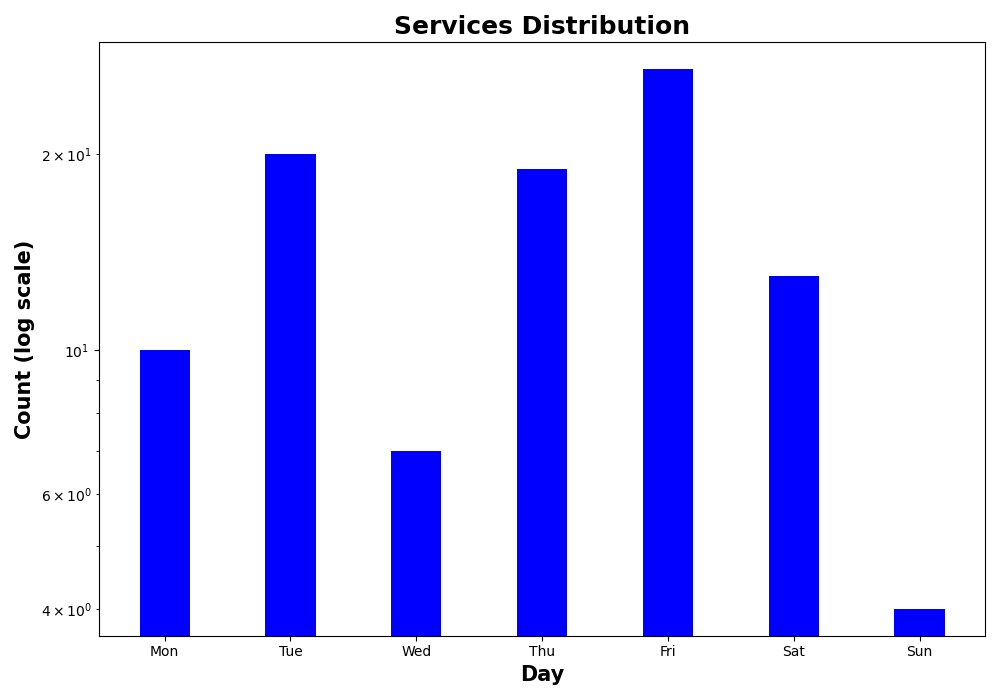 Services Distribution
Count (log scale)
2 × 10¹
10¹
6 × 10⁰
4 × 10⁰
Mon Tue Wed Thu Fri Sat Sun
Day